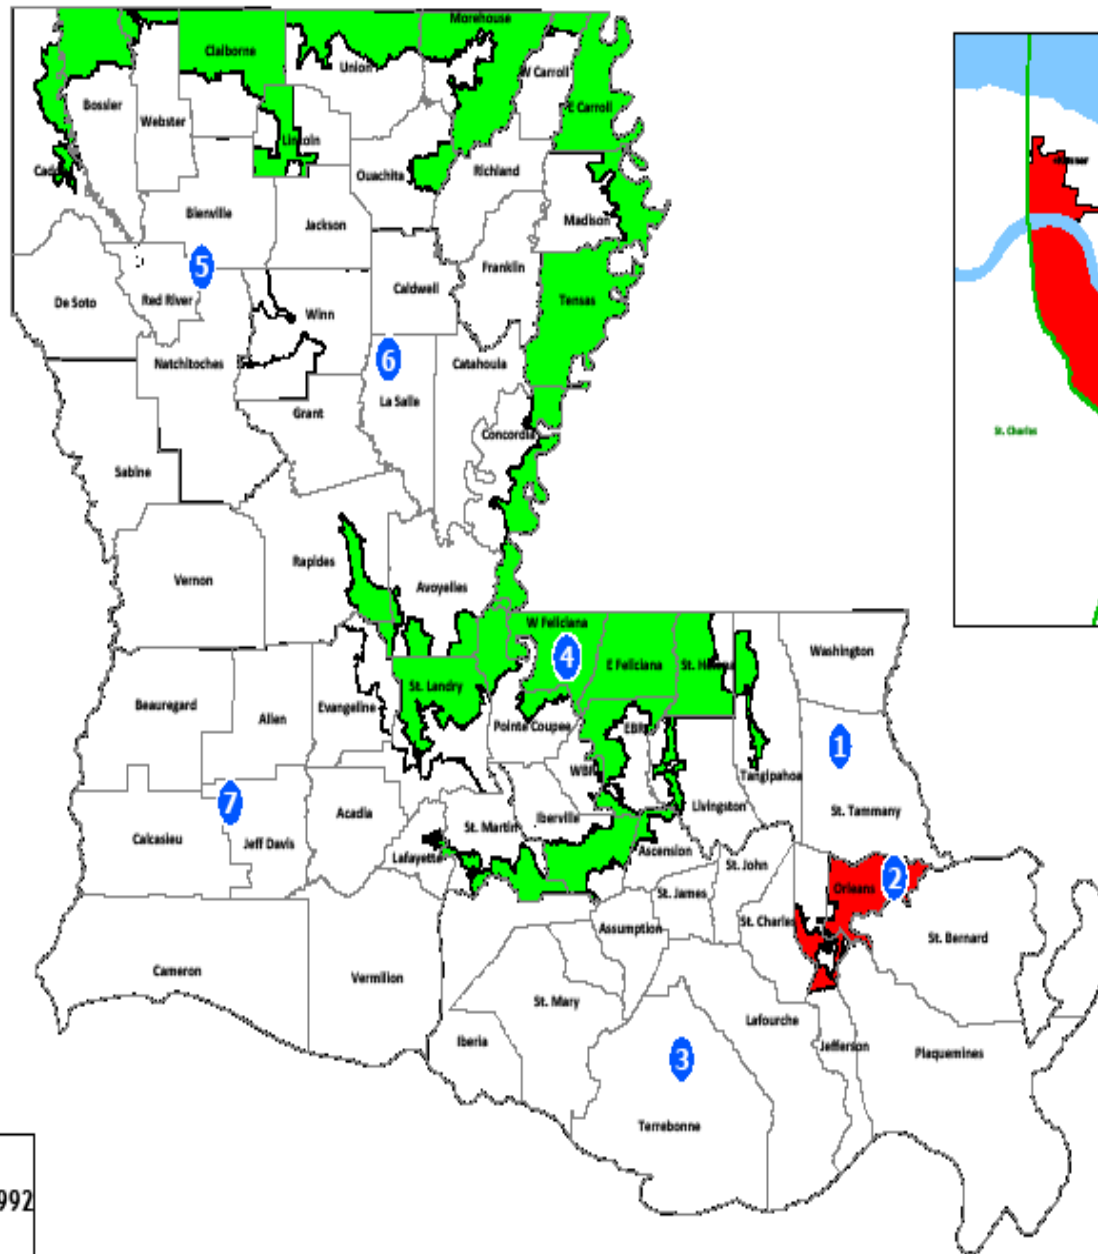 Morehouse
Claiborne
Union
W Carroll
Bossier
Webster
E Carroll
Lincoln
Ouachita
Richland
Bienville
Jackson
Madison
5
Franklin
De Soto
Red River
Caldwell
Tensas
Winn
Natchitoches
6
Catahoula
La Salle
Grant
Concordia
Sabine
St. Charles
Rapides
Vernon
Avoyelles
W Feliciana
4
E Feliciana
Washington
St. Landry
Beauregard
Allen
Evangeline
Pointe Coupee
EBR
1
Tangipahoa
7
WBR
Livingston
St. Tammany
Acadia
Iberville
St. Martin
Calcasieu
Jeff Davis
Lafayette
Ascension
St. John
2
Orleans
St. James
St. Charles
Assumption
St. Bernard
Cameron
Vermilion
St. Mary
Lafourche
Iberia
Jefferson
3
Plaquemines
Terrebonne
992